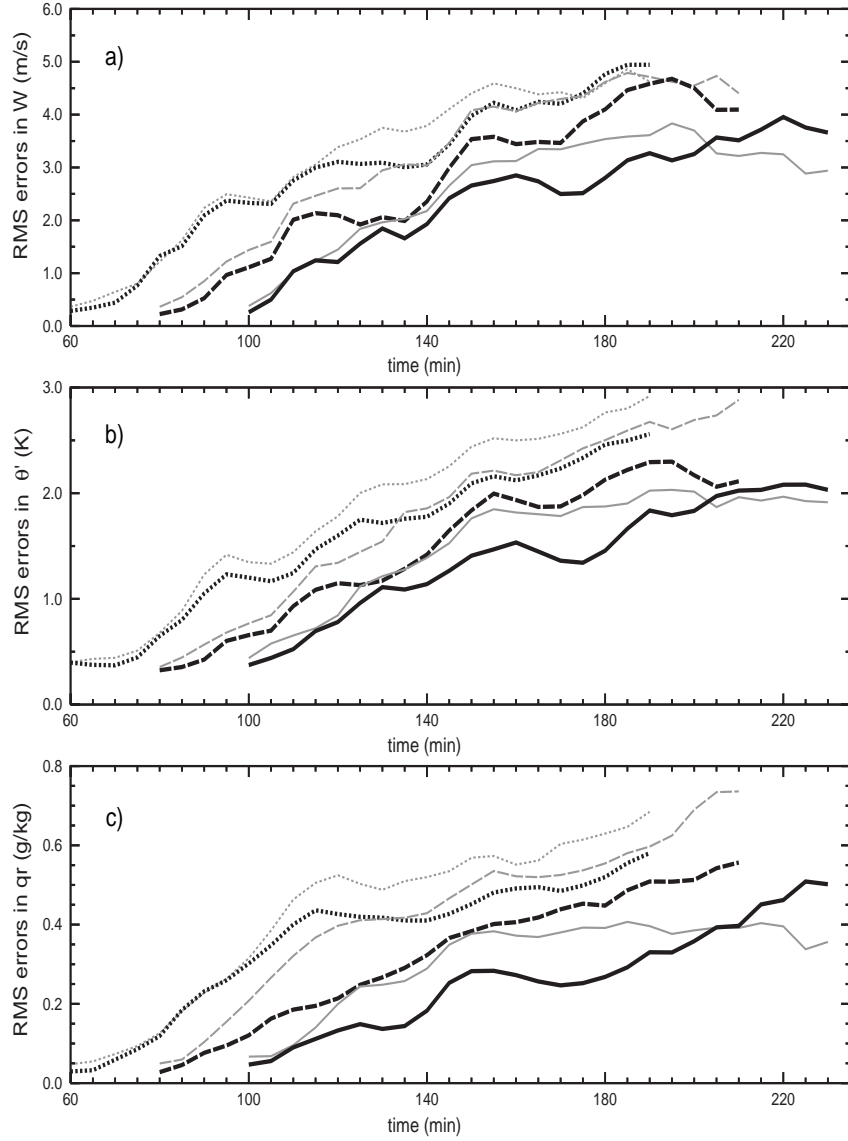 a)
RMS errors in W (m/s)
6.0
5.0
4.0
3.0
2.0
1.0
0.0
60 100 140 180 220
time (min)
b)
RMS errors in θ' (K)
3.0
2.0
1.0
0.0
60 100 140 180 220
time (min)
c)
RMS errors in qr (g/kg)
0.8
0.6
0.4
0.2
0.0
60 100 140 180 220
time (min)